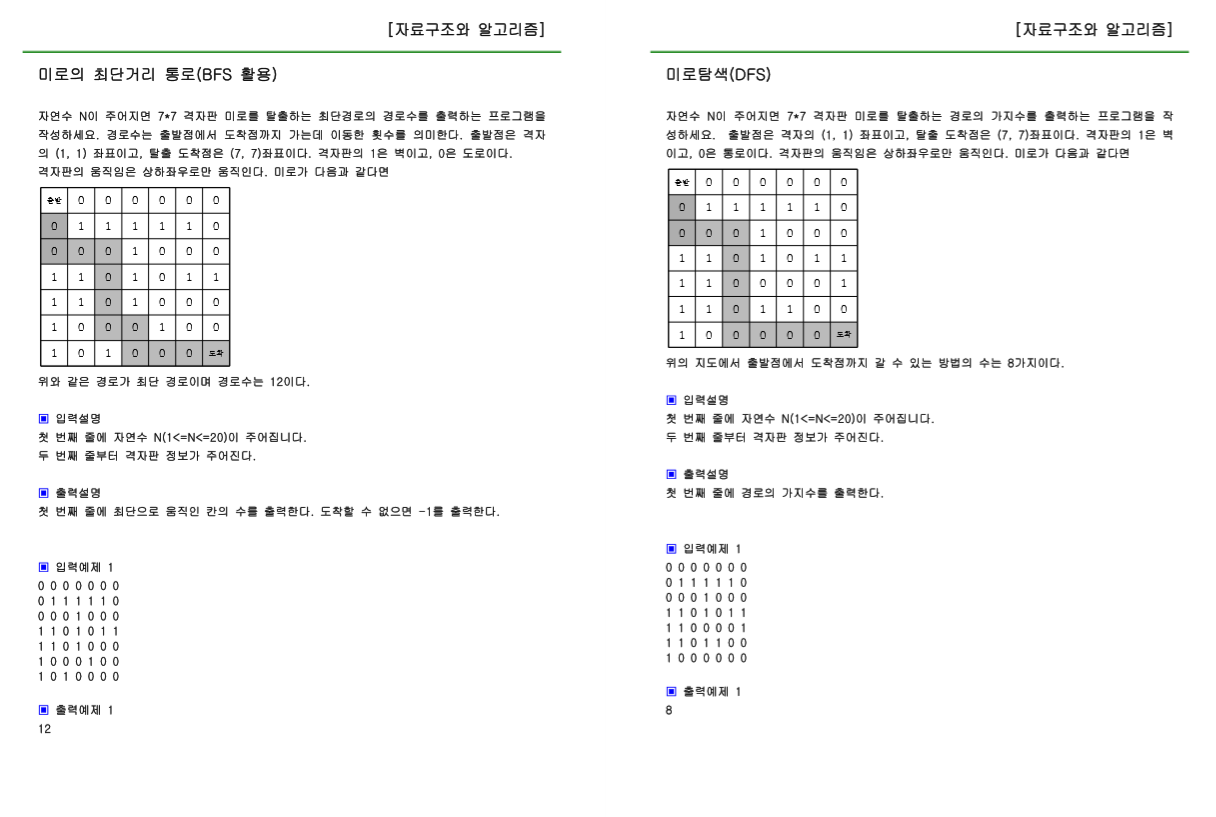 [자료구조와 알고리즘]
미로의 최단거리 통로(BFS 활용)
자연수 N이 주어지면 7*7 격자판 미로를 탈출하는 최단경로의 경로수를 출력하는 프로그램을
작성하세요. 경로수는 출발점에서 도착점까지 가는데 이동한 횟수를 의미한다. 출발점은 격자
의 (1, 1) 좌표이고, 탈출 도착점은 (7, 7)좌표이다. 격자판의 1은 벽이고, 0은 도로이다.
격자판의 움직임은 상하좌우로만 움직인다. 미로가 다음과 같다면
출발 0 0 0 0 0 0
0 1 1 1 1 1 0
0 0 0 1 0 0 0
1 1 0 1 0 1 1
1 1 0 1 0 0 0
1 0 0 0 1 0 0
1 0 1 0 0 0 도착
위와 같은 경로가 최단 경로이며 경로수는 12이다.
▣ 입력설명
첫 번째 줄에 자연수 N(1<=N<=20)이 주어집니다.
두 번째 줄부터 격자판 정보가 주어진다.
▣ 출력설명
첫 번째 줄에 최단으로 움직인 칸의 수를 출력한다. 도착할 수 없으면 -1를 출력한다.
▣ 입력예제 1
0 0 0 0 0 0 0
0 1 1 1 1 1 0
0 0 0 1 0 0 0
1 1 0 1 0 1 1
1 1 0 1 0 0 0
1 0 0 0 1 0 0
1 0 1 0 0 0 0
▣ 출력예제 1
12
[자료구조와 알고리즘]
미로탐색(DFS)
자연수 N이 주어지면 7*7 격자판 미로를 탈출하는 경로의 가지수를 출력하는 프로그램을 작
성하세요. 출발점은 격자의 (1, 1) 좌표이고, 탈출 도착점은 (7, 7)좌표이다. 격자판의 1은 벽
이고, 0은 통로이다. 격자판의 움직임은 상하좌우로만 움직인다. 미로가 다음과 같다면
출발 0 0 0 0 0 0
0 1 1 1 1 1 0
0 0 0 1 0 0 0
1 1 0 1 0 1 1
1 1 0 0 0 0 1
1 1 0 1 1 0 0
1 0 0 0 0 0 도착
위의 지도에서 출발점에서 도착점까지 갈 수 있는 방법의 수는 8가지이다.
▣ 입력설명
첫 번째 줄에 자연수 N(1<=N<=20)이 주어집니다.
두 번째 줄부터 격자판 정보가 주어진다.
▣ 출력설명
첫 번째 줄에 경로의 가지수를 출력한다.
▣ 입력예제 1
0 0 0 0 0 0 0
0 1 1 1 1 1 0
0 0 0 1 0 0 0
1 1 0 1 0 1 1
1 1 0 0 0 0 1
1 1 0 1 1 0 0
1 0 0 0 0 0 0
▣ 출력예제 1
8